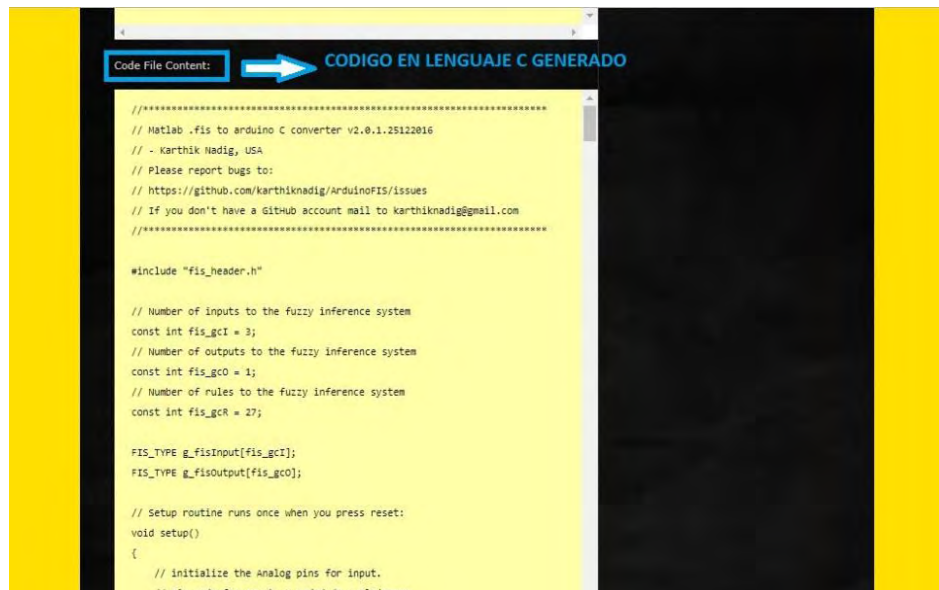 Code File Content:
CODIGO EN LENGUAJE C GENERADO
//***********************************************************************
// Matlab .fis to arduino C converter v2.0.1.25122016
// - Karthik Nadig, USA
// Please report bugs to:
// https://github.com/karthiknadig/ArduinoFIS/issues
// If you don't have a GitHub account mail to karthiknadig@gmail.com
//***********************************************************************
#include "fis_header.h"
// Number of inputs to the fuzzy inference system
const int fis_gcI = 3;
// Number of outputs to the fuzzy inference system
const int fis_gcO = 1;
// Number of rules to the fuzzy inference system
const int fis_gcR = 27;
FIS_TYPE g_fisInput[fis_gcI];
FIS_TYPE g_fisOutput[fis_gcO];
// Setup routine runs once when you press reset:
void setup()
{
// initialize the Analog pins for input.